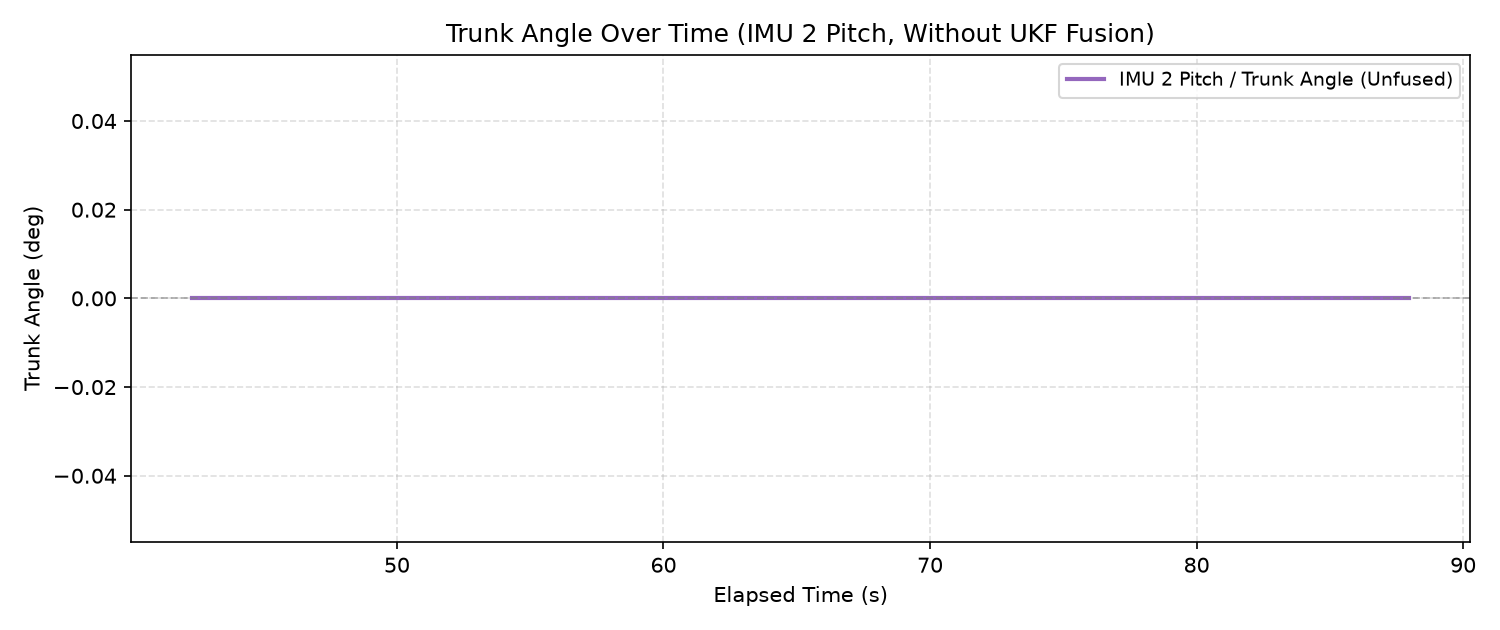 Trunk Angle Over Time (IMU 2 Pitch, Without UKF Fusion)
IMU 2 Pitch / Trunk Angle (Unfused)
Trunk Angle (deg)
0.04
0.02
0.00
−0.02
−0.04
50 60 70 80 90
Elapsed Time (s)